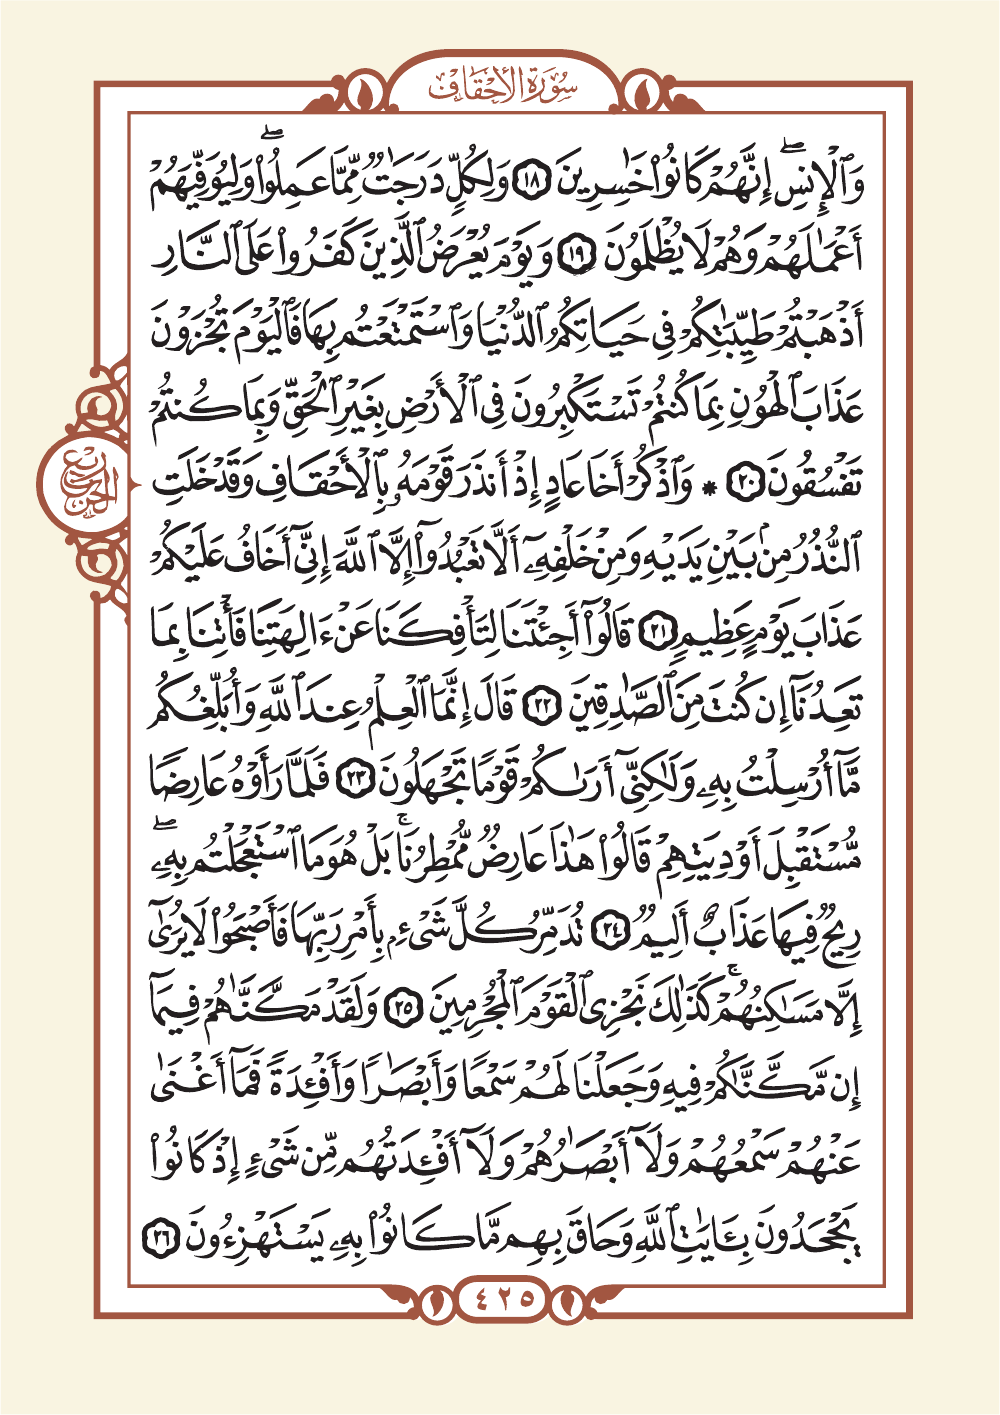 سُورَةُ الأَحْقَافِ
وَٱلْإِنسِۖ إِنَّهُمْ كَانُوا۟ خَٰسِرِينَ ١٨ وَلِكُلٍّ دَرَجَٰتٌ مِّمَّا عَمِلُوا۟ۖ وَلِيُوَفِّيَهُمْ
أَعْمَٰلَهُمْ وَهُمْ لَا يُظْلَمُونَ ١٩ وَيَوْمَ يُعْرَضُ ٱلَّذِينَ كَفَرُوا۟ عَلَى ٱلنَّارِ
أَذْهَبْتُمْ طَيِّبَٰتِكُمْ فِى حَيَاتِكُمُ ٱلدُّنْيَا وَٱسْتَمْتَعْتُم بِهَا فَٱلْيَوْمَ تُجْزَوْنَ
عَذَابَ ٱلْهُونِ بِمَا كُنتُمْ تَسْتَكْبِرُونَ فِى ٱلْأَرْضِ بِغَيْرِ ٱلْحَقِّ وَبِمَا كُنتُمْ
تَفْسُقُونَ ٢٠ * وَٱذْكُرْ أَخَا عَادٍ إِذْ أَنذَرَ قَوْمَهُۥ بِٱلْأَحْقَافِ وَقَدْ خَلَتِ
ٱلنُّذُرُ مِنۢ بَيْنِ يَدَيْهِ وَمِنْ خَلْفِهِۦٓ أَلَّا تَعْبُدُوٓا۟ إِلَّا ٱللَّهَ إِنِّىٓ أَخَافُ عَلَيْكُمْ
عَذَابَ يَوْمٍ عَظِيمٍ ٢١ قَالُوٓا۟ أَجِئْتَنَا لِتَأْفِكَنَا عَنْ ءَالِهَتِنَا فَأْتِنَا بِمَا
تَعِدُنَآ إِن كُنتَ مِنَ ٱلصَّٰدِقِينَ ٢٢ قَالَ إِنَّمَا ٱلْعِلْمُ عِندَ ٱللَّهِ وَأُبَلِّغُكُم
مَّآ أُرْسِلْتُ بِهِۦ وَلَٰكِنِّىٓ أَرَىٰكُمْ قَوْمًا تَجْهَلُونَ ٢٣ فَلَمَّا رَأَوْهُ عَارِضًا
مُّسْتَقْبِلَ أَوْدِيَتِهِمْ قَالُوا۟ هَٰذَا عَارِضٌ مُّمْطِرُنَاۚ بَلْ هُوَ مَا ٱسْتَعْجَلْتُم بِهِۦۖ
رِيحٌ فِيهَا عَذَابٌ أَلِيمٌ ٢٤ تُدَمِّرُ كُلَّ شَىْءٍۭ بِأَمْرِ رَبِّهَا فَأَصْبَحُوا۟ لَا يُرَىٰٓ
إِلَّا مَسَٰكِنُهُمْۚ كَذَٰلِكَ نَجْزِى ٱلْقَوْمَ ٱلْمُجْرِمِينَ ٢٥ وَلَقَدْ مَكَّنَّٰهُمْ فِيمَآ
إِن مَّكَّنَّٰكُمْ فِيهِ وَجَعَلْنَا لَهُمْ سَمْعًا وَأَبْصَٰرًا وَأَفْـِٔدَةً فَمَآ أَغْنَىٰ
عَنْهُمْ سَمْعُهُمْ وَلَآ أَبْصَٰرُهُمْ وَلَآ أَفْـِٔدَتُهُم مِّن شَىْءٍ إِذْ كَانُوا۟
يَجْحَدُونَ بِـَٔايَٰتِ ٱللَّهِ وَحَاقَ بِهِم مَّا كَانُوا۟ بِهِۦ يَسْتَهْزِءُونَ ٢٦
٤٢٥